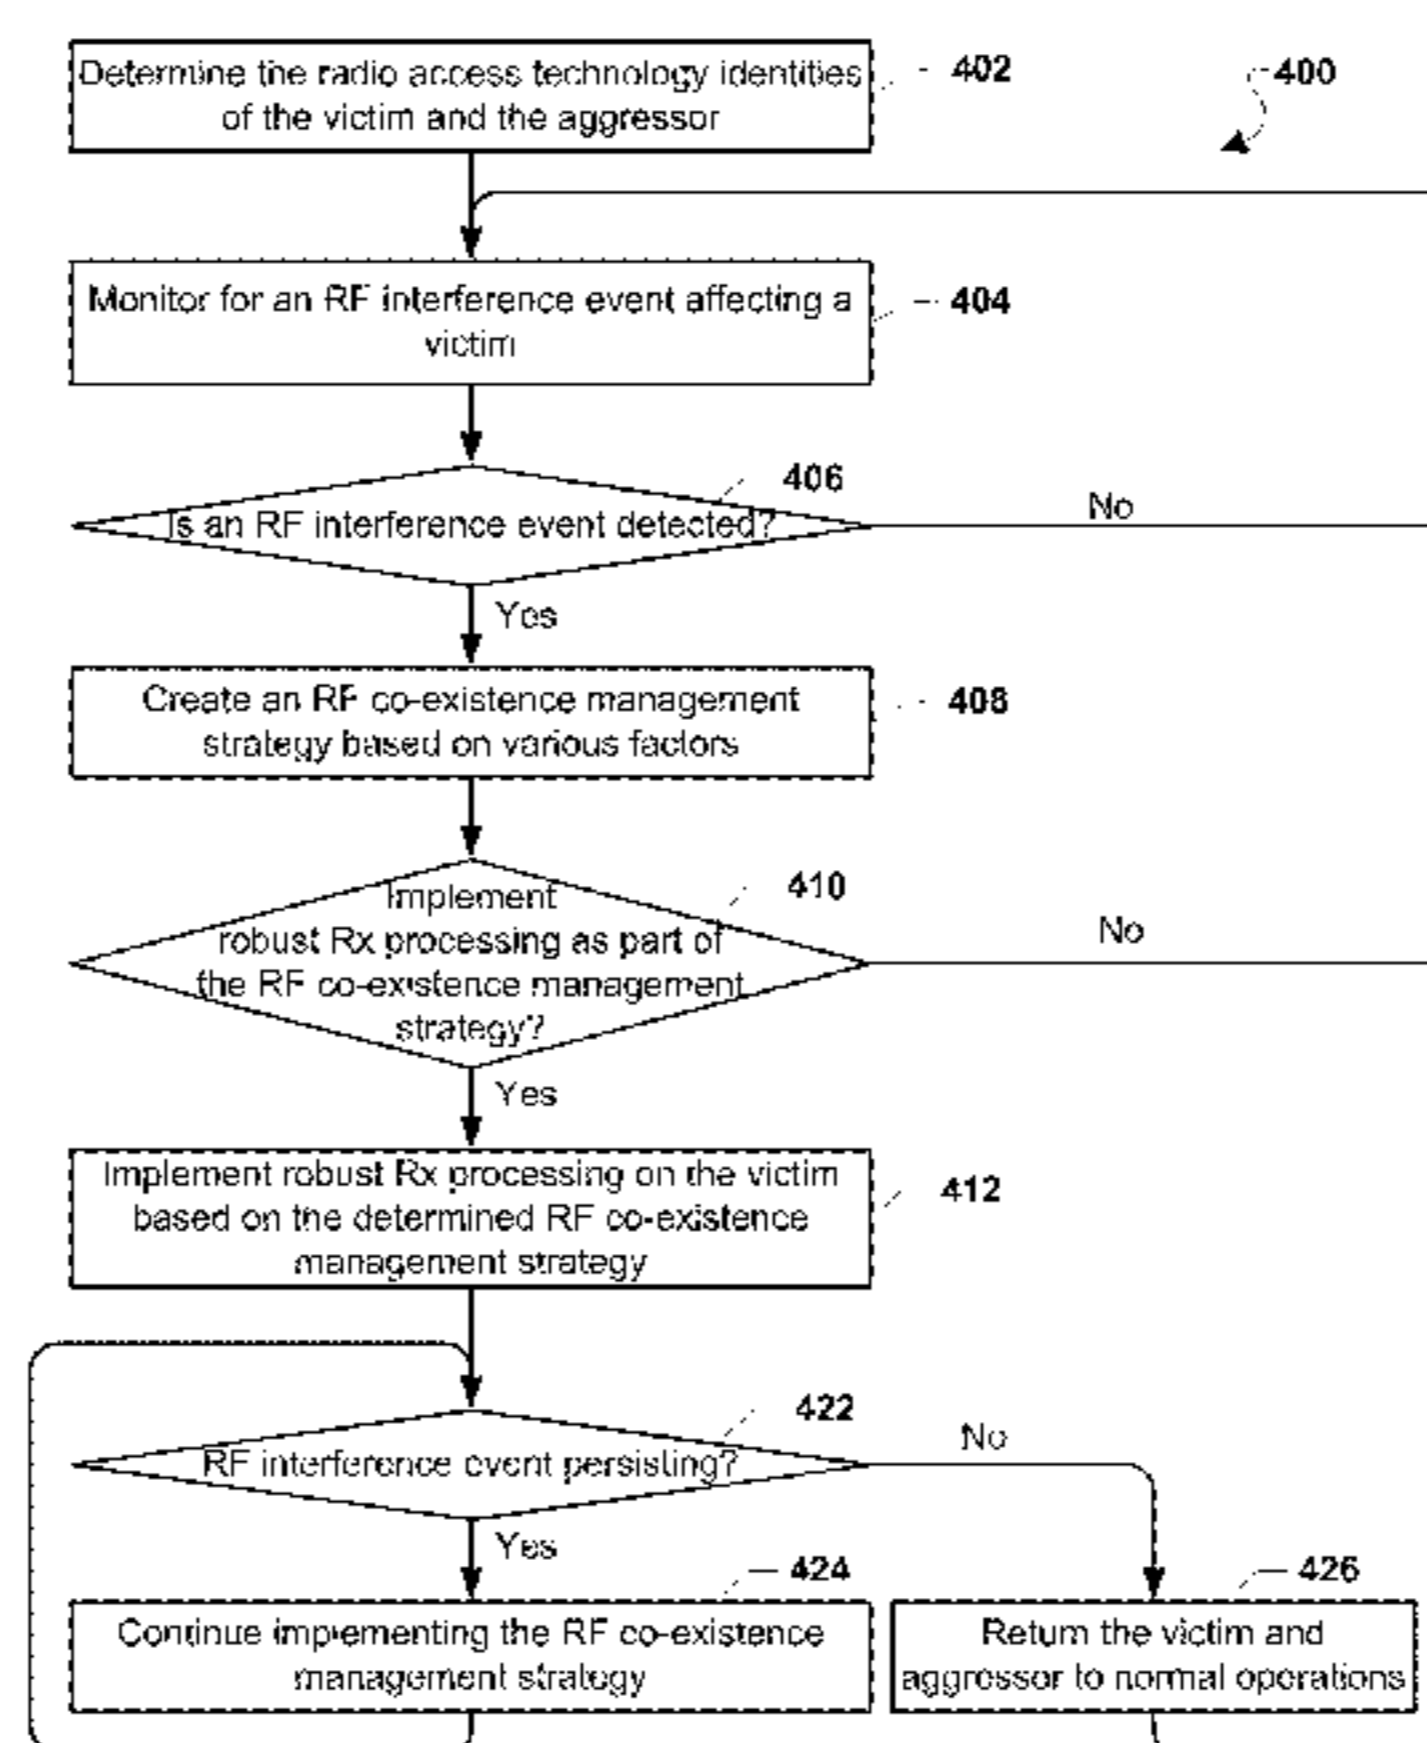 Determine the radio access technology identities
of the victim and the aggressor
402
400
Monitor for an RF interference event affecting a
victim
404
406
Is an RF interference event detected?
No
Yes
Create an RF co-existence management
strategy based on various factors
408
Implement
robust Rx processing as part of
the RF co-existence management
strategy?
410
No
Yes
Implement robust Rx processing on the victim
based on the determined RF co-existence
management strategy
412
422
RF interference event persisting?
No
Yes
424
426
Continue implementing the RF co-existence
management strategy
Return the victim and
aggressor to normal operations